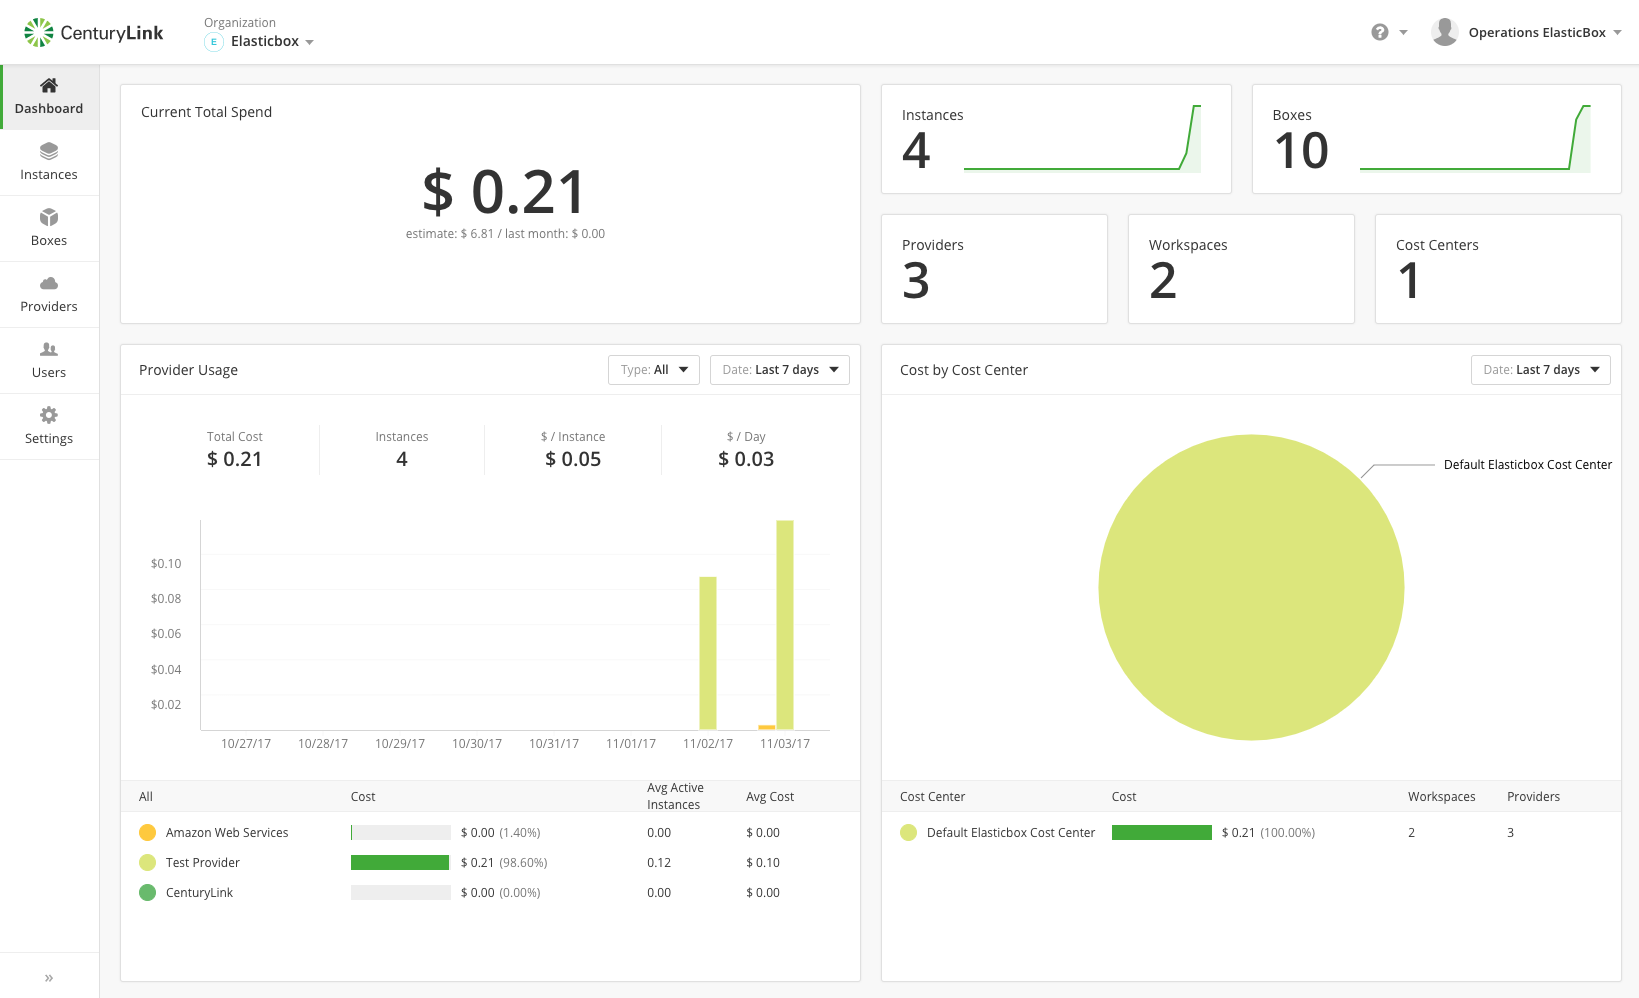 CenturyLink
Organization
E Elasticbox
?
Operations ElasticBox
Dashboard
Instances
Boxes
Providers
Users
Settings
»
Current Total Spend
$ 0.21
estimate: $ 6.81 / last month: $ 0.00
Instances
4
Boxes
10
Providers
3
Workspaces
2
Cost Centers
1
Provider Usage
Type: All
Date: Last 7 days
Total Cost
$ 0.21
Instances
4
$ / Instance
$ 0.05
$ / Day
$ 0.03
$0.10
$0.08
$0.06
$0.04
$0.02
10/27/17 10/28/17 10/29/17 10/30/17 10/31/17 11/01/17 11/02/17 11/03/17
All Cost Avg Active Instances Avg Cost
Amazon Web Services $ 0.00 (1.40%) 0.00 $ 0.00
Test Provider $ 0.21 (98.60%) 0.12 $ 0.10
CenturyLink $ 0.00 (0.00%) 0.00 $ 0.00
Cost by Cost Center
Date: Last 7 days
Default Elasticbox Cost Center
Cost Center Cost Workspaces Providers
Default Elasticbox Cost Center $ 0.21 (100.00%) 2 3